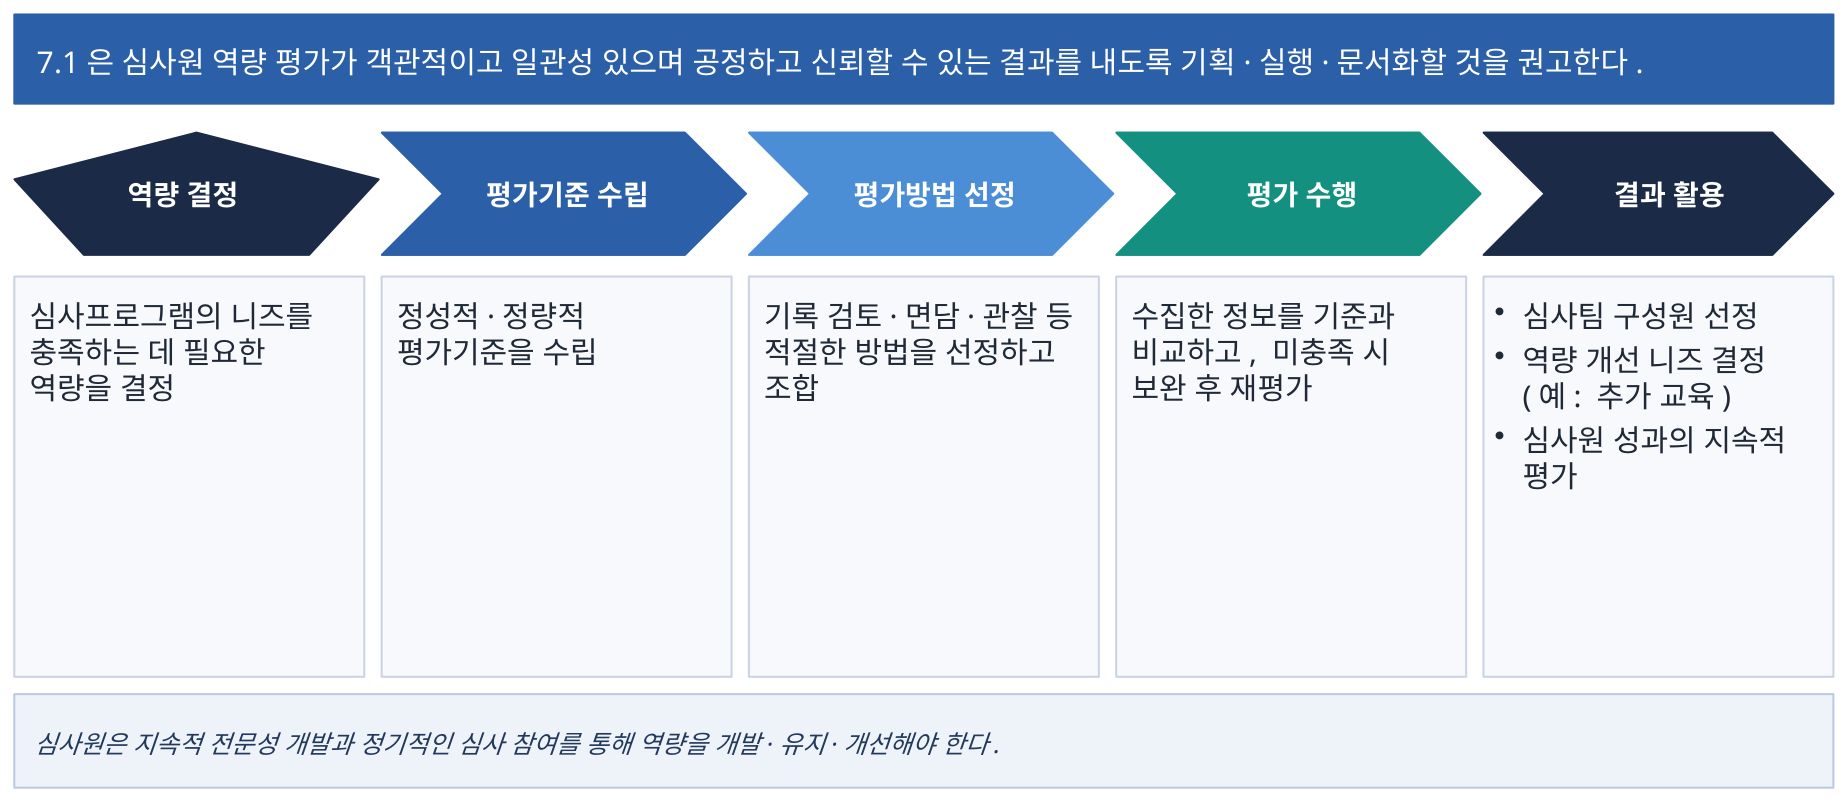 7.1 은 심사원 역량 평가가 객관적이고 일관성 있으며 공정하고 신뢰할 수 있는 결과를 내도록 기획 · 실행 · 문서화할 것을 권고한다 .
역량 결정
평가기준 수립
평가방법 선정
평가 수행
결과 활용
심사프로그램의 니즈를
충족하는 데 필요한
역량을 결정
정성적 · 정량적
평가기준을 수립
기록 검토 · 면담 · 관찰 등
적절한 방법을 선정하고
조합
수집한 정보를 기준과
비교하고 , 미충족 시
보완 후 재평가
• 심사팀 구성원 선정
• 역량 개선 니즈 결정
( 예 : 추가 교육 )
• 심사원 성과의 지속적
평가
심사원은 지속적 전문성 개발과 정기적인 심사 참여를 통해 역량을 개발 · 유지 · 개선해야 한다 .